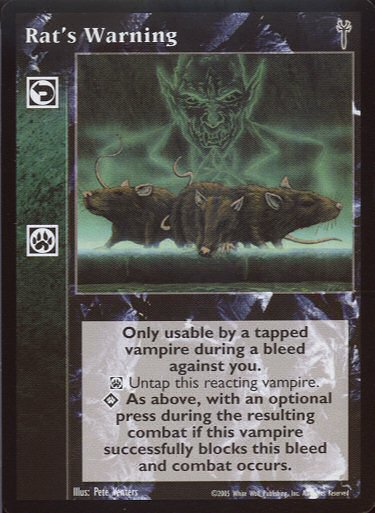 Rat's Warning
Only usable by a tapped
vampire during a bleed
against you.
Untap this reacting vampire.
As above, with an optional
press during the resulting
combat if this vampire
successfully blocks this bleed
and combat occurs.
Illus: Pete Venters
©2005 White Wolf Publishing, Inc. All Rights Reserved